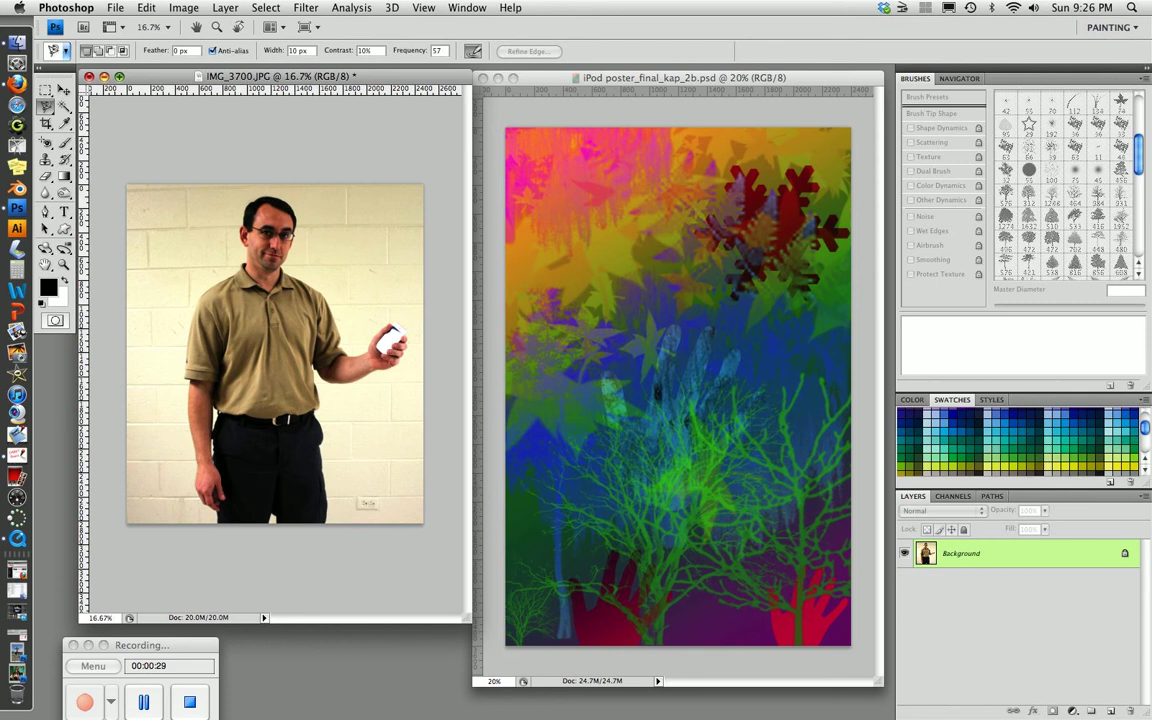 Photoshop File Edit Image Layer Select Filter Analysis 3D View Window Help Sun 9:26 PM
Ps Br 16.7% PAINTING
Feather: 0 px Anti-alias Width: 10 px Contrast: 10% Frequency: 57 Refine Edge...
IMG_3700.JPG @ 16.7% (RGB/8) *
iPod poster_final_kap_2b.psd @ 20% (RGB/8)
BRUSHES NAVIGATOR
Brush Presets
Brush Tip Shape
Shape Dynamics
Scattering
Texture
Dual Brush
Color Dynamics
Other Dynamics
Noise
Wet Edges
Airbrush
Smoothing
Protect Texture
Master Diameter
COLOR SWATCHES STYLES
LAYERS CHANNELS PATHS
Normal Opacity: 100%
Lock: Fill: 100%
Background
16.67% Doc: 20.0M/20.0M
20% Doc: 24.7M/24.7M
Recording...
Menu 00:00:29